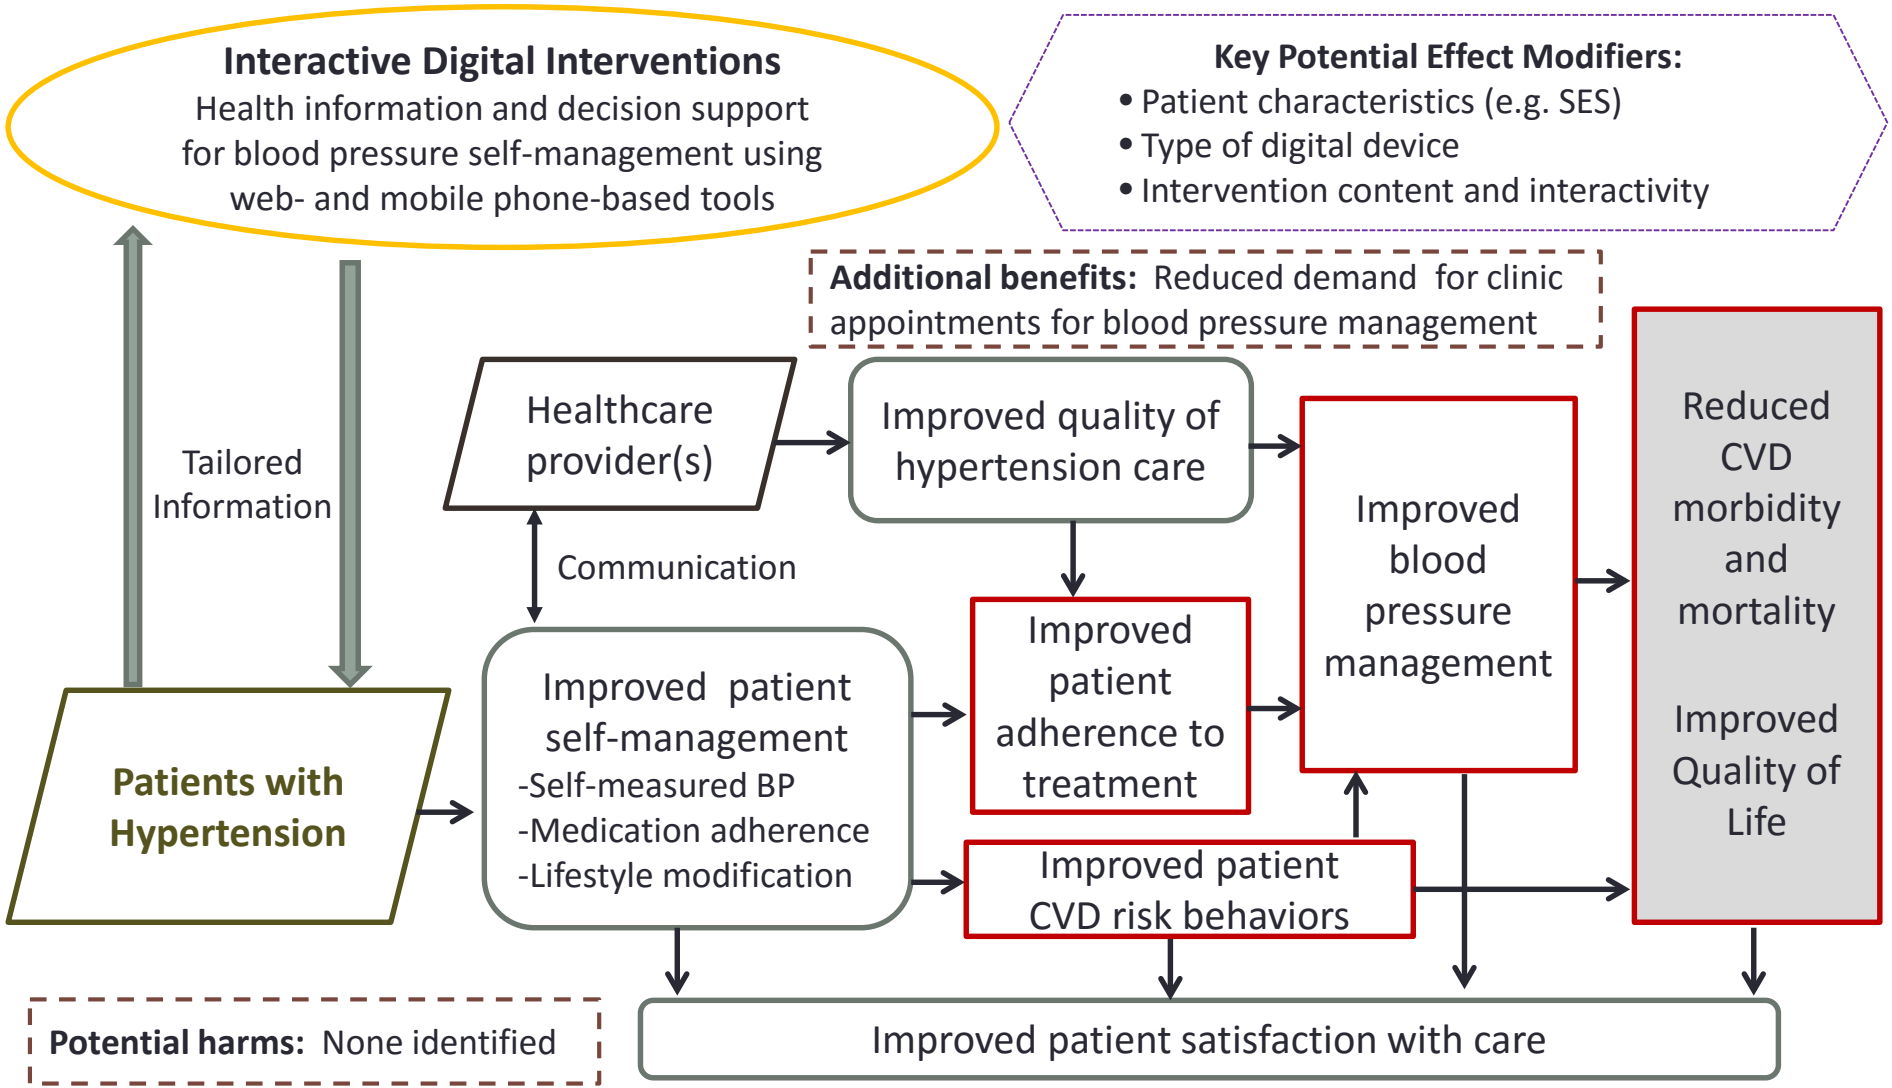 Interactive Digital Interventions
Health information and decision support
for blood pressure self-management using
web- and mobile phone-based tools
Key Potential Effect Modifiers:
• Patient characteristics (e.g. SES)
• Type of digital device
• Intervention content and interactivity
Additional benefits: Reduced demand for clinic
appointments for blood pressure management
Tailored
Information
Healthcare
provider(s)
Improved quality of
hypertension care
Communication
Improved
blood
pressure
management
Reduced
CVD
morbidity
and
mortality
Improved
Quality of
Life
Patients with
Hypertension
Improved patient
self-management
-Self-measured BP
-Medication adherence
-Lifestyle modification
Improved
patient
adherence to
treatment
Improved patient
CVD risk behaviors
Potential harms: None identified
Improved patient satisfaction with care